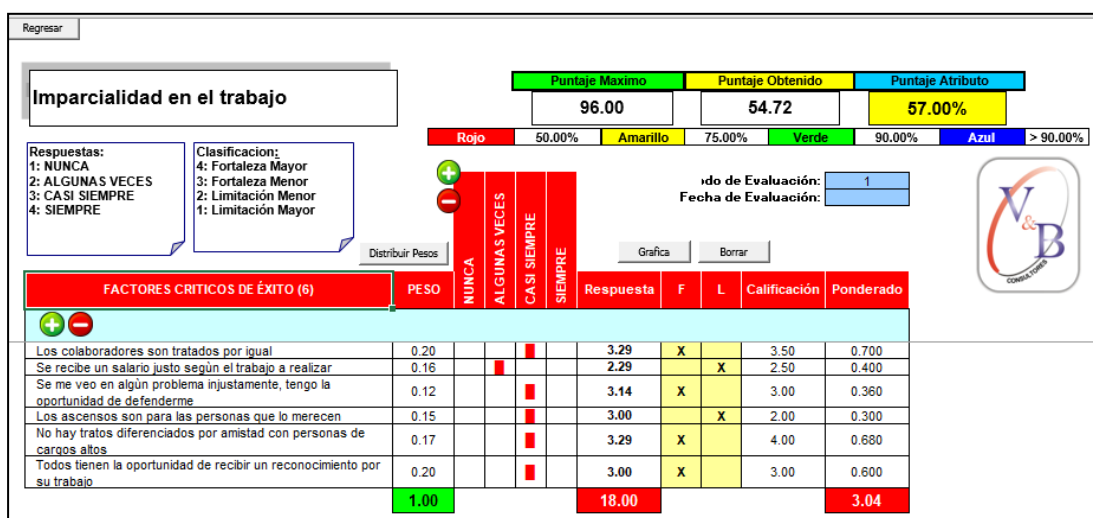 Regresar
Imparcialidad en el trabajo
Puntaje Maximo Puntaje Obtenido Puntaje Atributo
96.00 54.72 57.00%
Rojo 50.00% Amarillo 75.00% Verde 90.00% Azul > 90.00%
Respuestas:
1: NUNCA
2: ALGUNAS VECES
3: CASI SIEMPRE
4: SIEMPRE
Clasificacion:
4: Fortaleza Mayor
3: Fortaleza Menor
2: Limitación Menor
1: Limitación Mayor
do de Evaluación: 1
Fecha de Evaluación:
Distribuir Pesos
Grafica
Borrar
V&B
CONSULTORES
FACTORES CRITICOS DE ÉXITO (6) PESO NUNCA ALGUNAS VECES CASI SIEMPRE SIEMPRE Respuesta F L Calificación Ponderado
Los colaboradores son tratados por igual 0.20 3.29 X 3.50 0.700
Se recibe un salario justo segùn el trabajo a realizar 0.16 2.29 X 2.50 0.400
Se me veo en algùn problema injustamente, tengo la
oportunidad de defenderme 0.12 3.14 X 3.00 0.360
Los ascensos son para las personas que lo merecen 0.15 3.00 X 2.00 0.300
No hay tratos diferenciados por amistad con personas de
cargos altos 0.17 3.29 X 4.00 0.680
Todos tienen la oportunidad de recibir un reconocimiento por
su trabajo 0.20 3.00 X 3.00 0.600
1.00 18.00 3.04